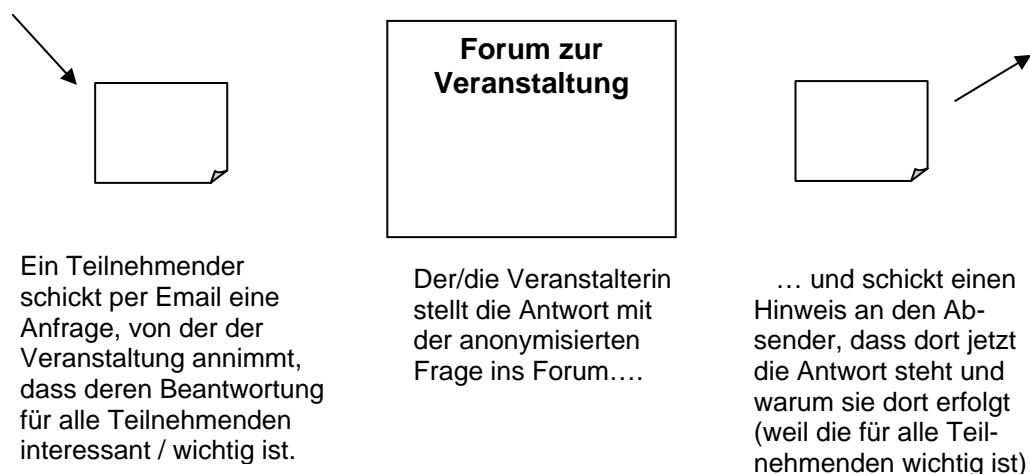 Forum zur
Veranstaltung
Ein Teilnehmender
schickt per Email eine
Anfrage, von der der
Veranstaltung annimmt,
dass deren Beantwortung
für alle Teilnehmenden
interessant / wichtig ist.
Der/die Veranstalterin
stellt die Antwort mit
der anonymisierten
Frage ins Forum….
… und schickt einen
Hinweis an den Ab-
sender, dass dort jetzt
die Antwort steht und
warum sie dort erfolgt
(weil die für alle Teil-
nehmenden wichtig ist)